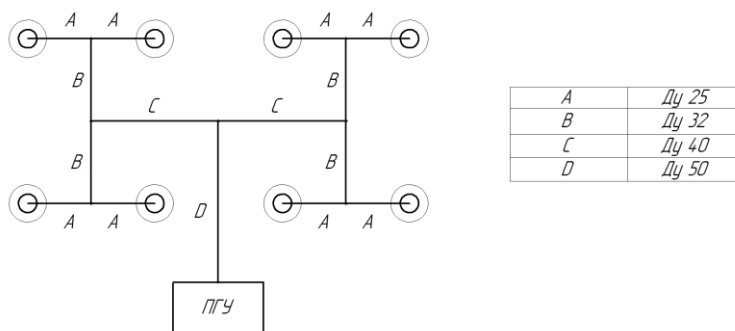 A A A A
B B
C C
B B
A A A A
D
ПГУ
A Ду 25
B Ду 32
C Ду 40
D Ду 50